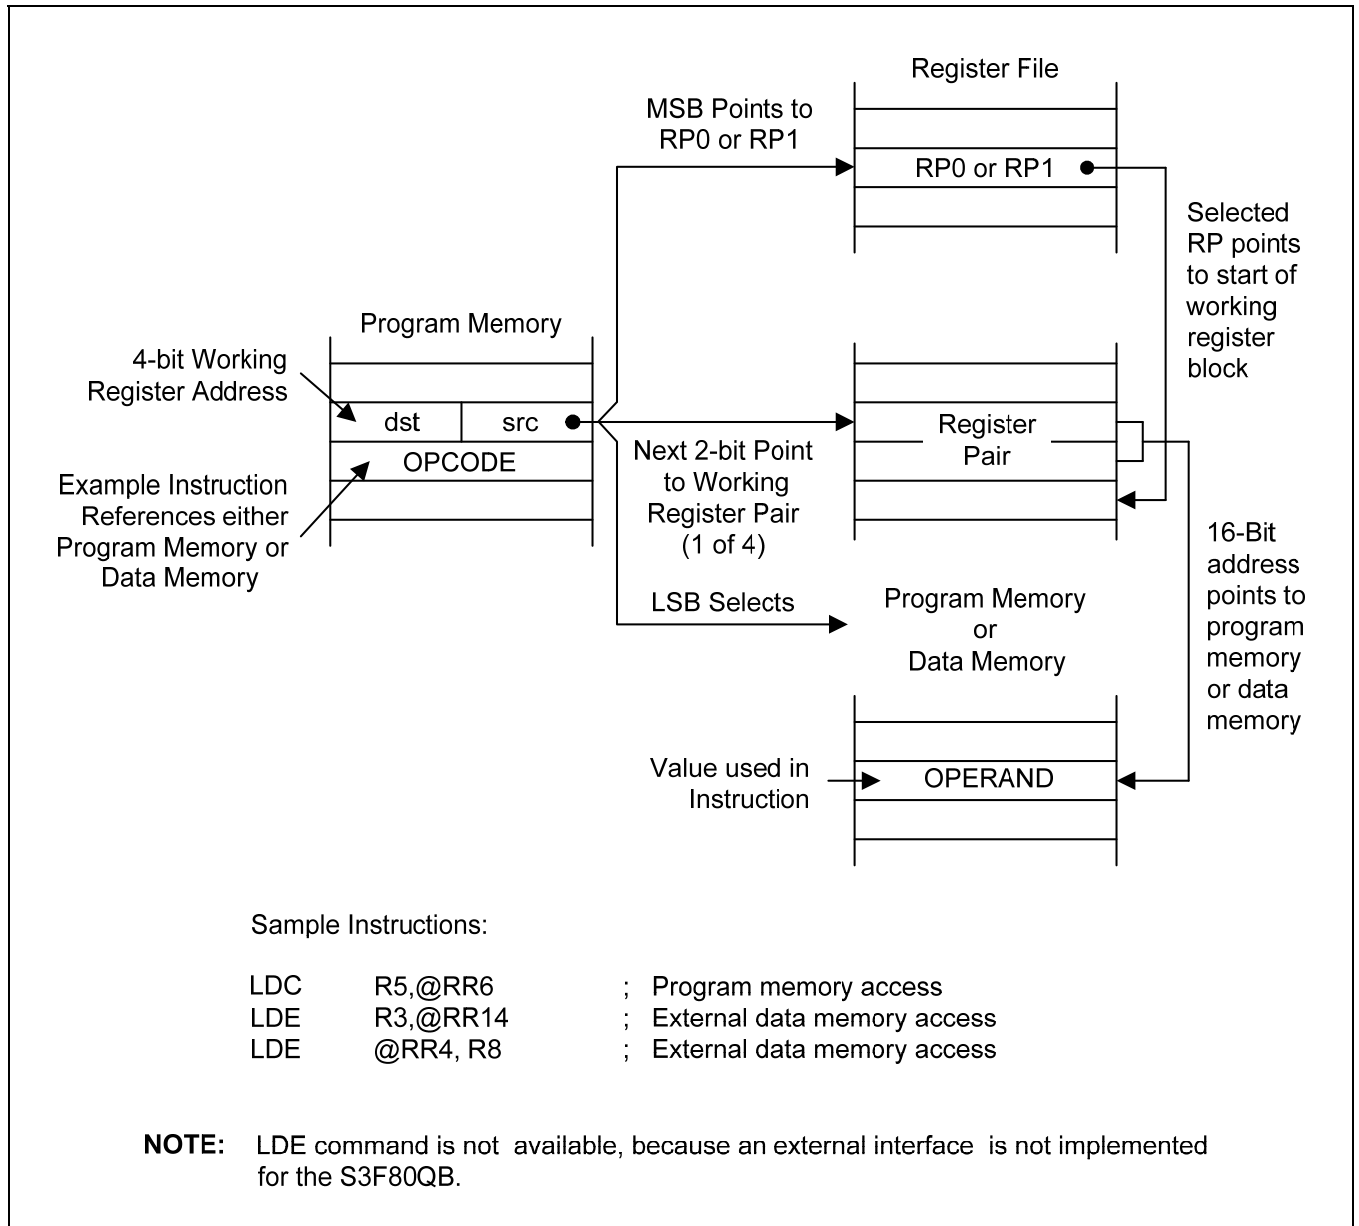 Register File
MSB Points to
RP0 or RP1
RP0 or RP1
Selected
RP points
to start of
working
register
block
Program Memory
4-bit Working
Register Address
dst
src
OPCODE
Example Instruction
References either
Program Memory or
Data Memory
Next 2-bit Point
to Working
Register Pair
(1 of 4)
Register
Pair
LSB Selects
Program Memory
or
Data Memory
16-Bit
address
points to
program
memory
or data
memory
Value used in
Instruction
OPERAND
Sample Instructions:
LDC R5,@RR6 ; Program memory access
LDE R3,@RR14 ; External data memory access
LDE @RR4, R8 ; External data memory access
NOTE: LDE command is not available, because an external interface is not implemented
for the S3F80QB.